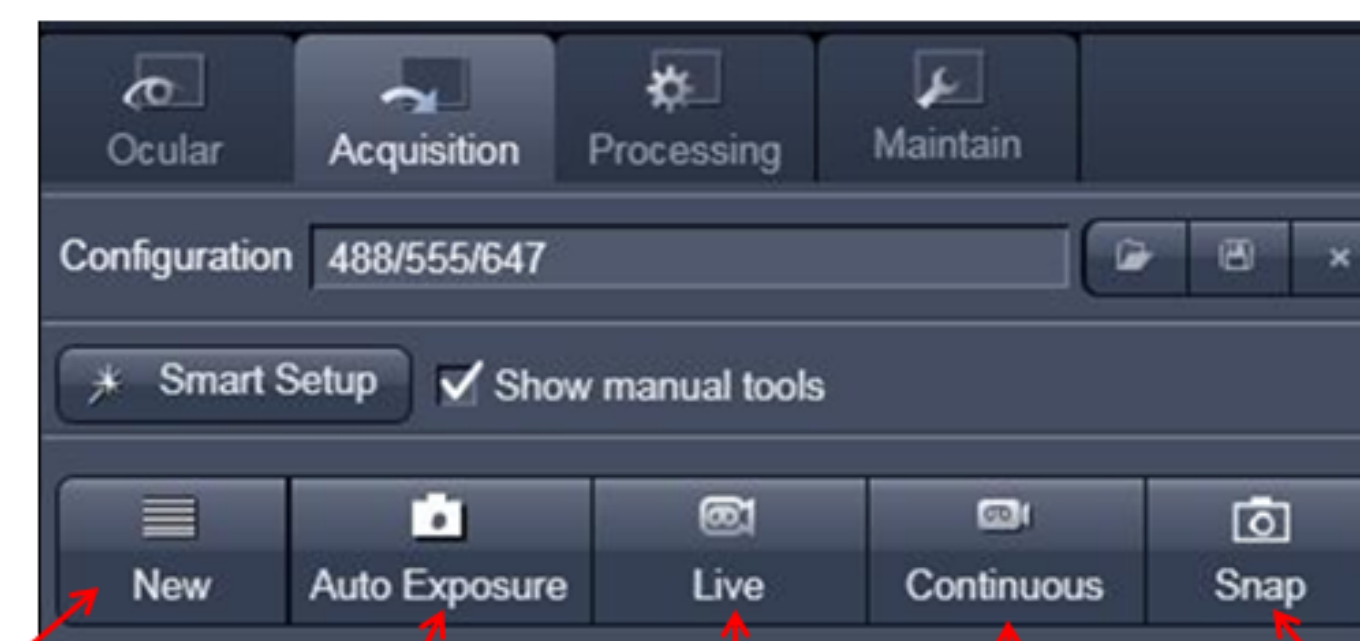 Ocular Acquisition Processing Maintain
Configuration 488/555/647
Smart Setup Show manual tools
New Auto Exposure Live Continuous Snap